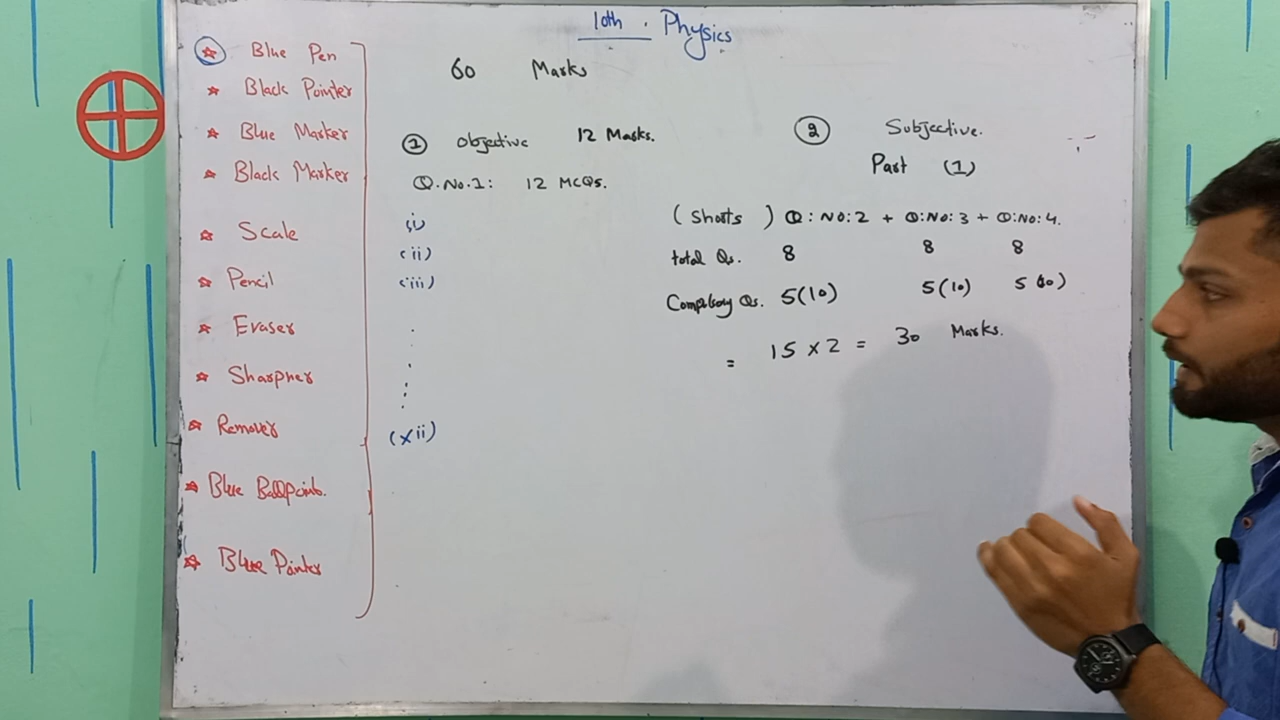 10th . Physics
60 Marks
★ Blue Pen
★ Black Pointer
★ Blue Marker
★ Black Marker
★ Scale
★ Pencil
★ Eraser
★ Sharpner
★ Remover
★ Blue Ballpoint.
★ Blue Pointer
① Objective 12 Marks.
Q.No.1: 12 MCQs.
(i)
(ii)
(iii)
(xii)
② Subjective.
Part (1)
(Shorts) Q:No:2 + Q:No:3 + Q:No:4.
total Qs. 8 8 8
Compulsory Qs. 5(10) 5(10) 5(10)
= 15 × 2 = 30 Marks.